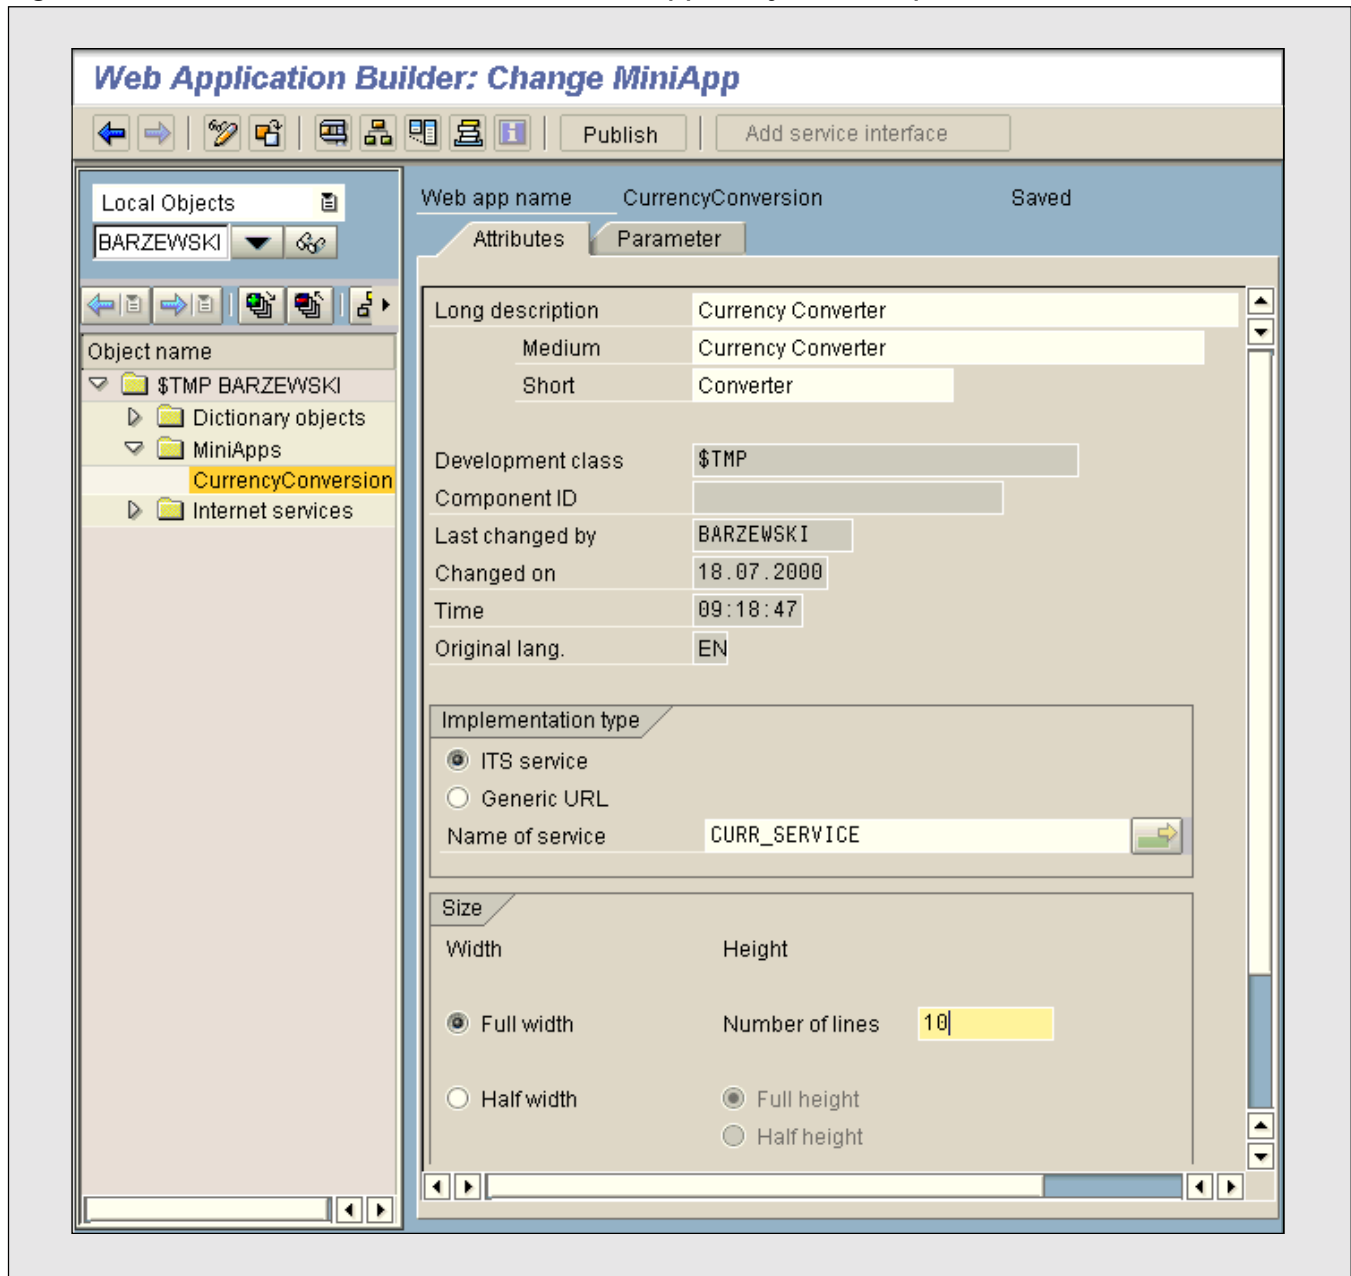 Web Application Builder: Change MiniApp
Publish
Add service interface
Local Objects
BARZEWSKI
Object name
$TMP BARZEWSKI
Dictionary objects
MiniApps
CurrencyConversion
Internet services
Web app name CurrencyConversion Saved
Attributes Parameter
Long description Currency Converter
Medium Currency Converter
Short Converter
Development class $TMP
Component ID
Last changed by BARZEWSKI
Changed on 18.07.2000
Time 09:18:47
Original lang. EN
Implementation type
ITS service
Generic URL
Name of service CURR_SERVICE
Size
Width Height
Full width Number of lines 10
Half width Full height
Half height